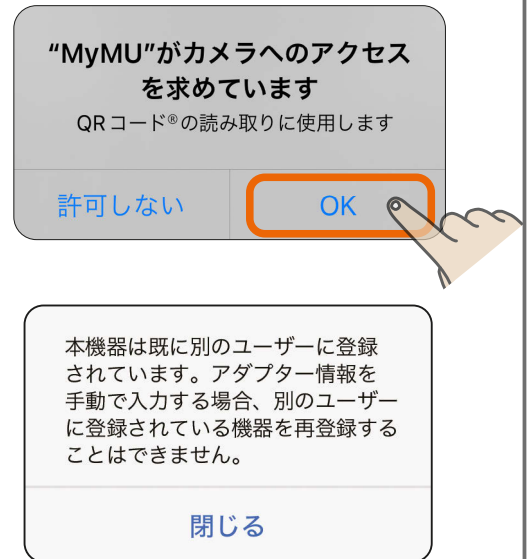 “MyMU”がカメラへのアクセス
を求めています
QRコード®の読み取りに使用します
許可しない
OK
本機器は既に別のユーザーに登録
されています。アダプター情報を
手動で入力する場合、別のユーザー
に登録されている機器を再登録する
ことはできません。
閉じる